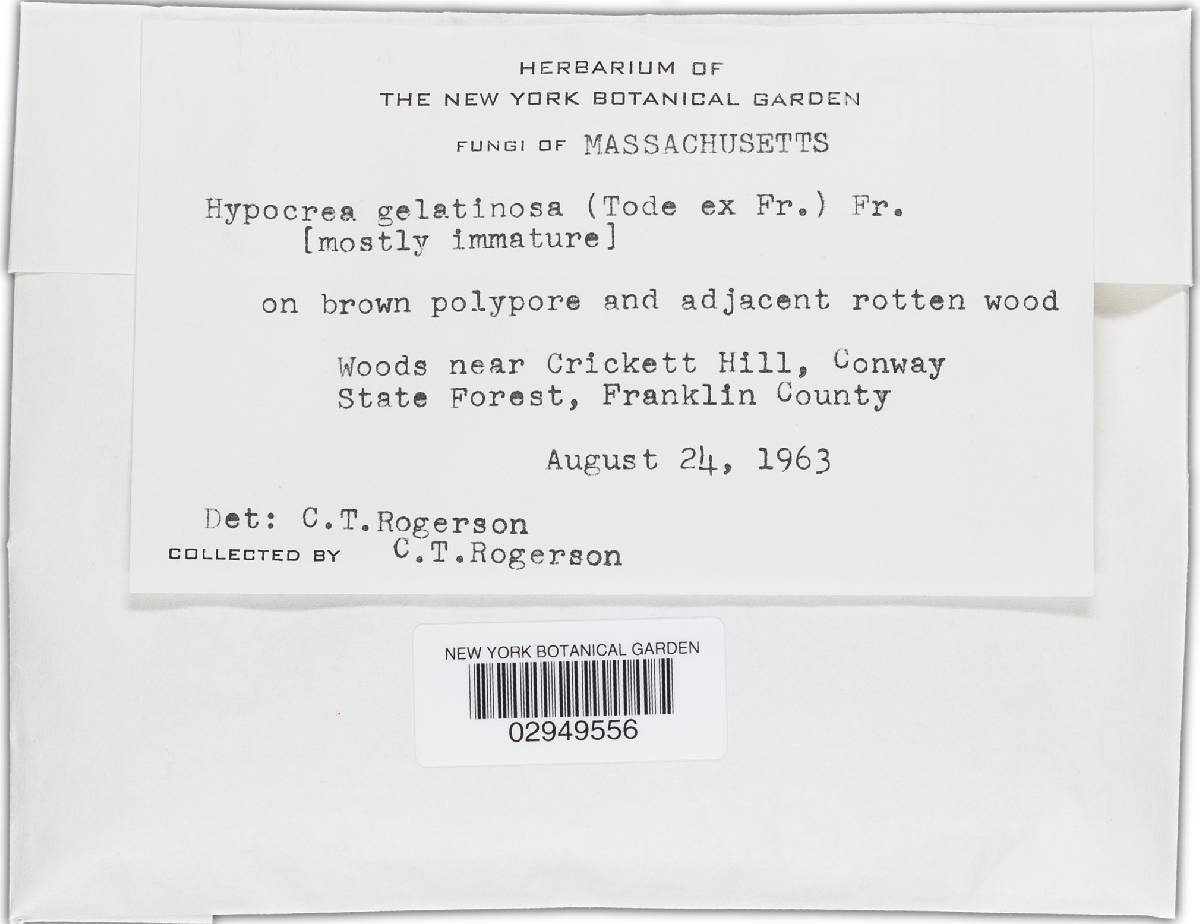 HERBARIUM OF
THE NEW YORK BOTANICAL GARDEN
FUNGI OF MASSACHUSETTS
Hypocrea gelatinosa (Tode ex Fr.) Fr.
[mostly immature]
on brown polypore and adjacent rotten wood
Woods near Crickett Hill, Conway
State Forest, Franklin County
August 24, 1963
Det: C.T.Rogerson
COLLECTED BY C.T.Rogerson
NEW YORK BOTANICAL GARDEN
02949556